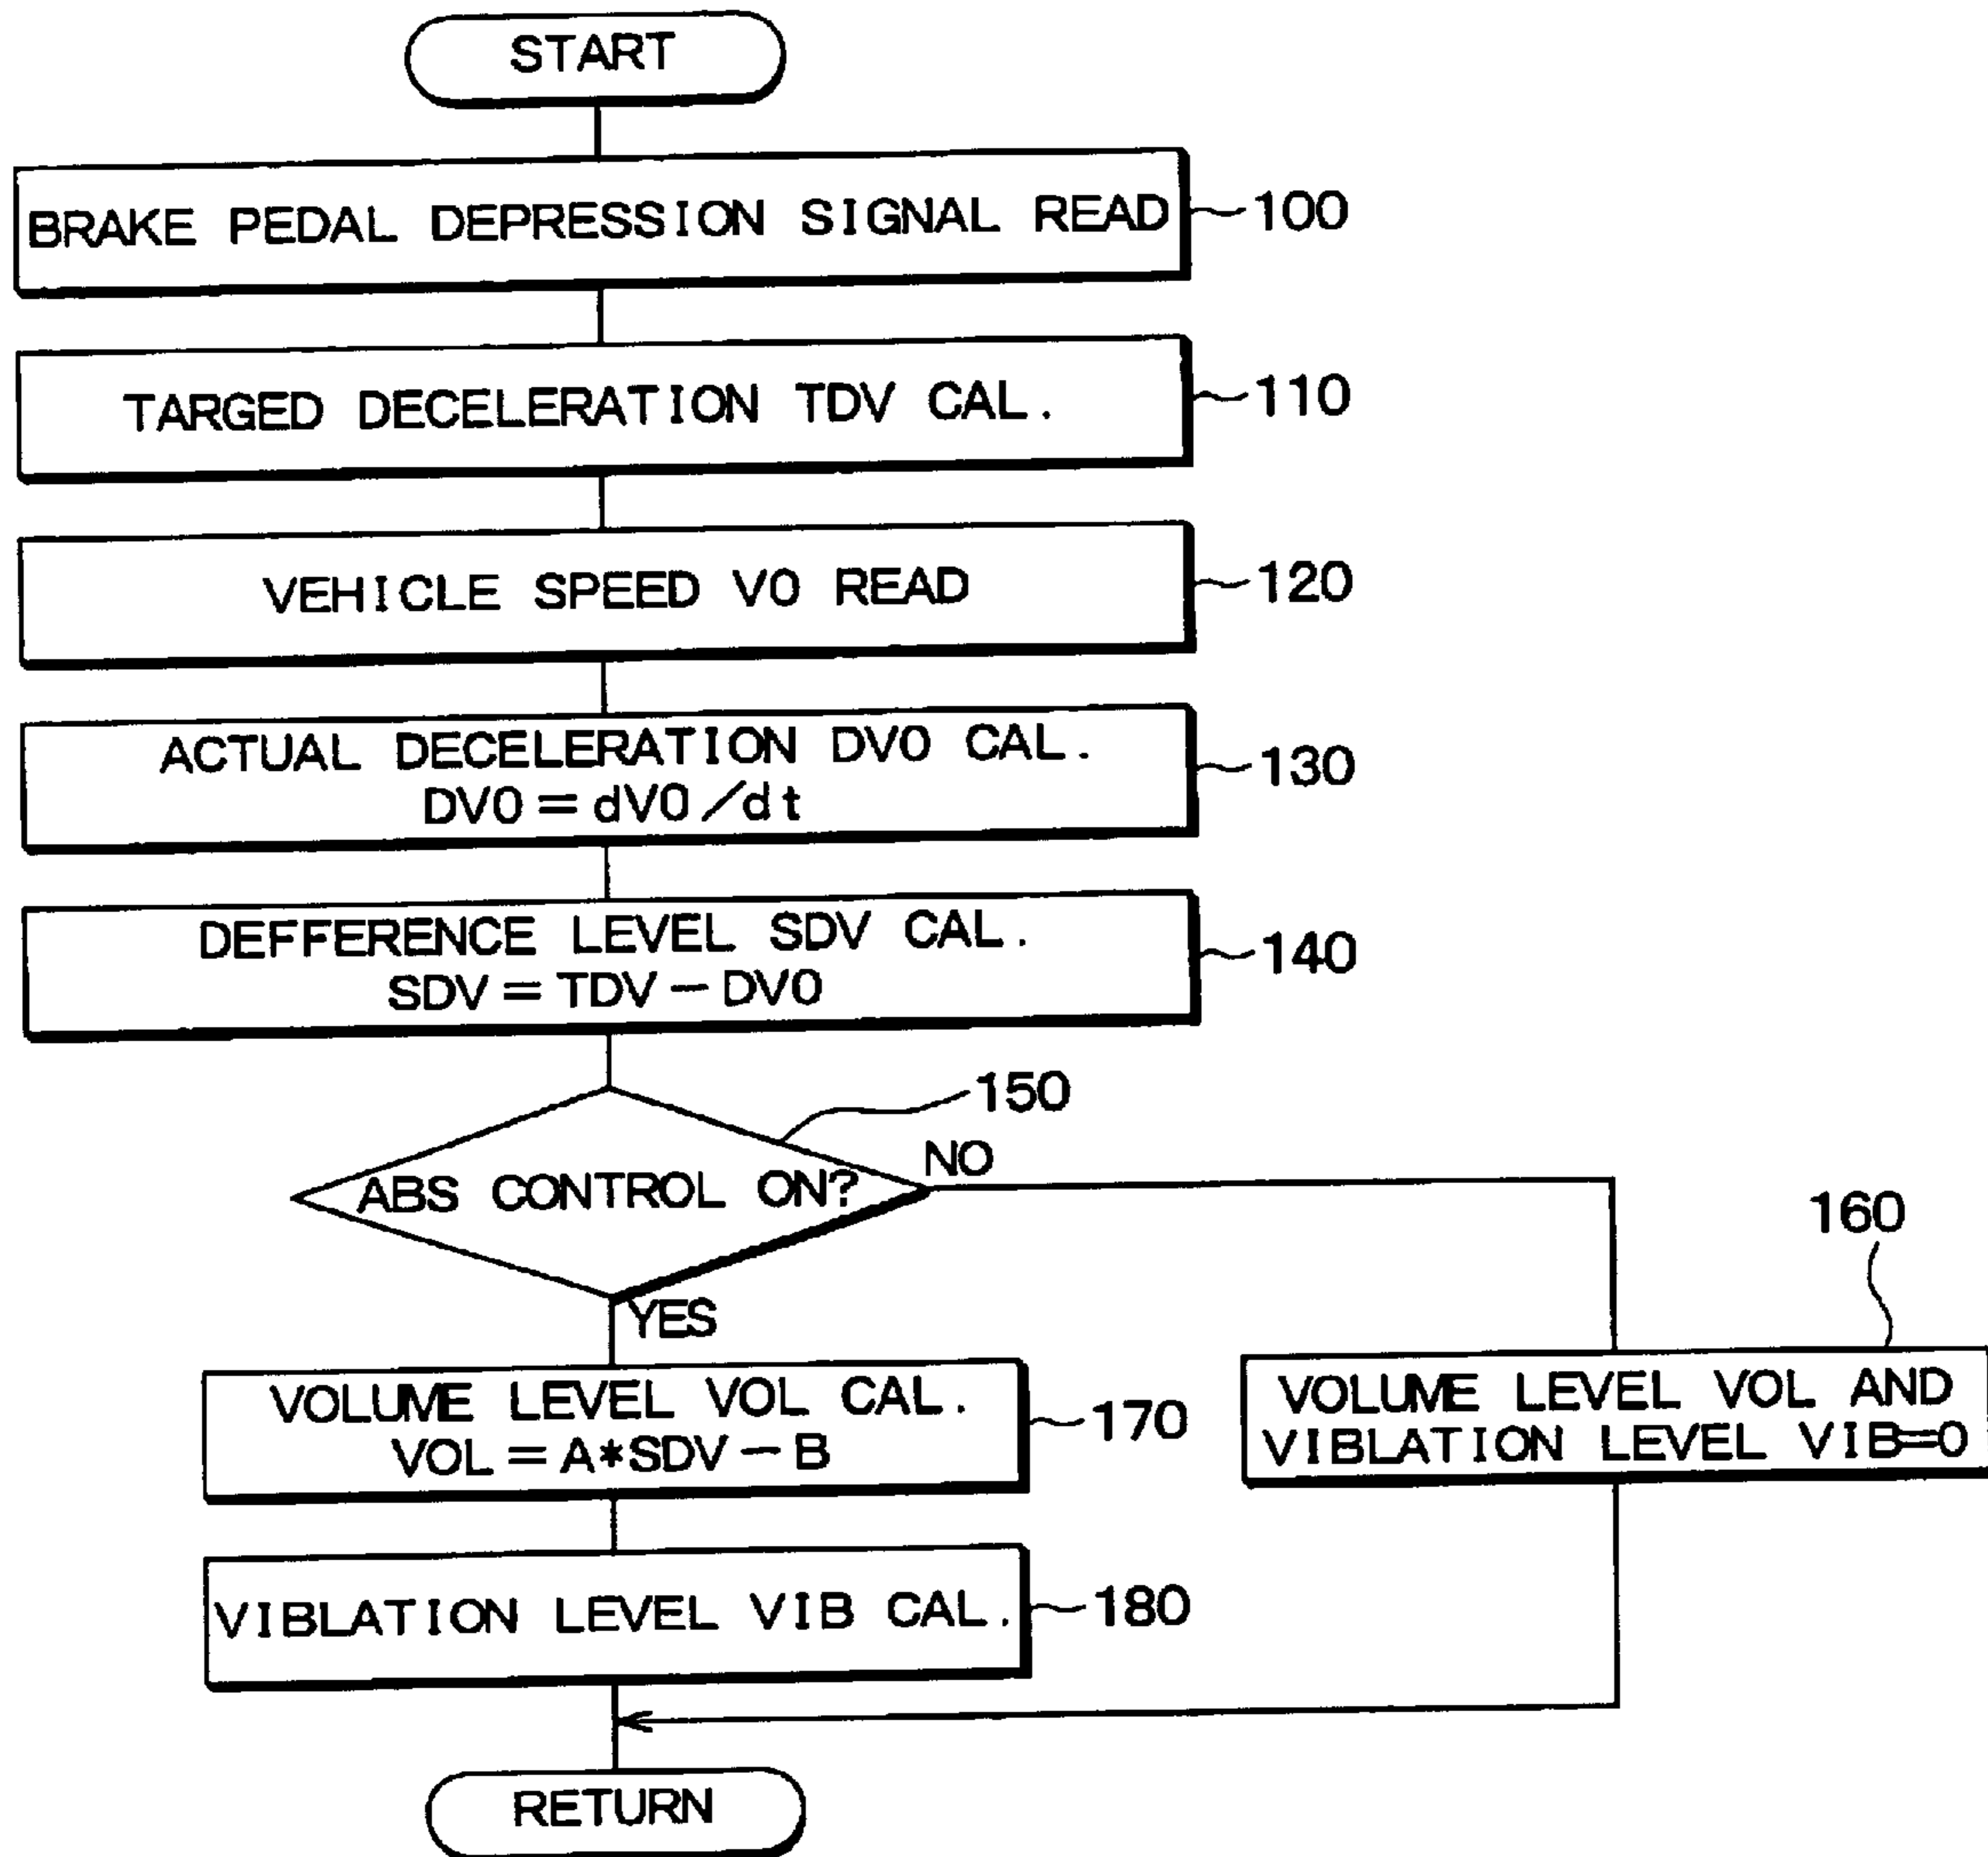 START
BRAKE PEDAL DEPRESSION SIGNAL READ
100
TARGED DECELERATION TDV CAL.
110
VEHICLE SPEED V0 READ
120
ACTUAL DECELERATION DV0 CAL.
DV0 = dV0/dt
130
DEFFERENCE LEVEL SDV CAL.
SDV = TDV - DV0
140
150
ABS CONTROL ON?
NO
YES
160
VOLUME LEVEL VOL AND
VIBLATION LEVEL VIB=0
VOLUME LEVEL VOL CAL.
VOL = A*SDV - B
170
VIBLATION LEVEL VIB CAL.
180
RETURN